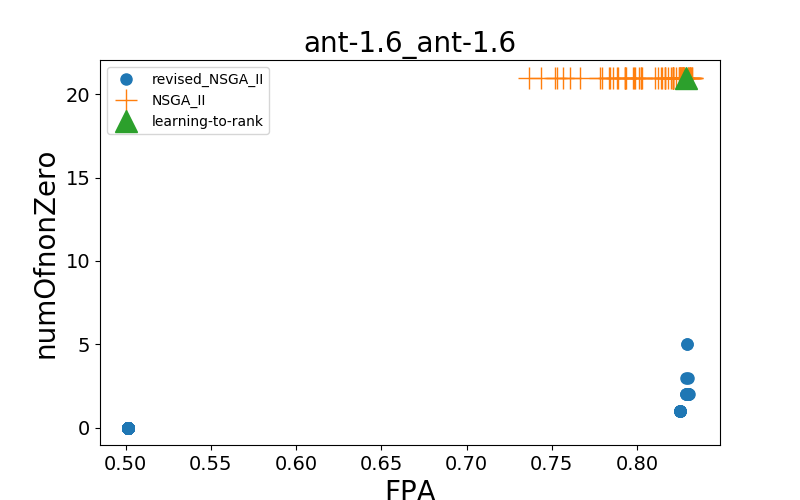 ant-1.6_ant-1.6
revised_NSGA_II
NSGA_II
learning-to-rank
numOfnonZero
20
15
10
5
0
0.50 0.55 0.60 0.65 0.70 0.75 0.80
FPA